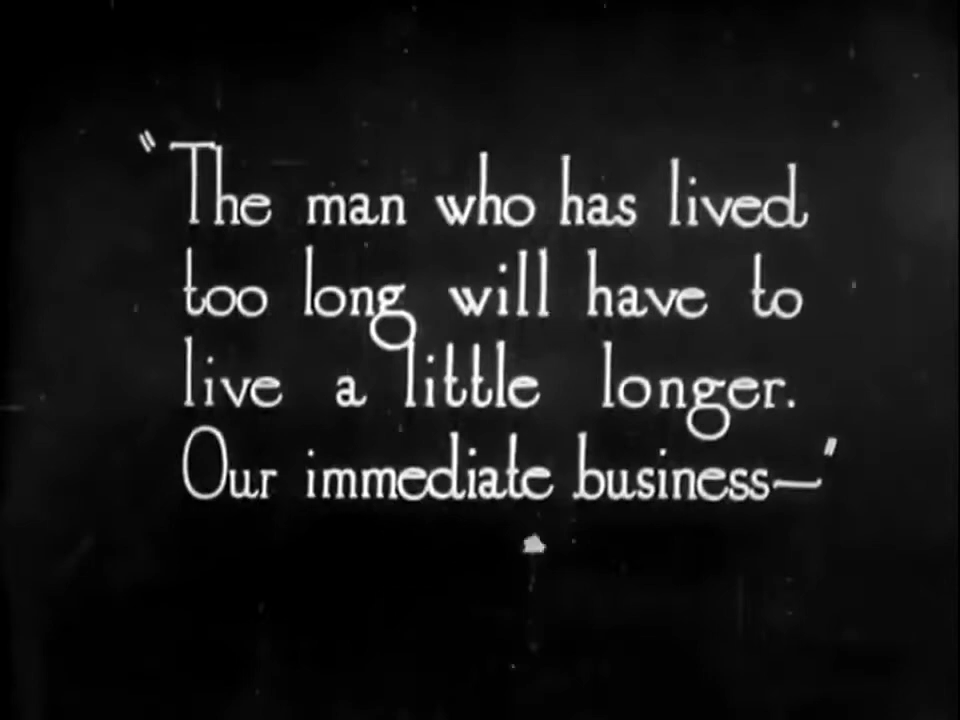 "The man who has lived
too long will have to
live a little longer.
Our immediate business—"